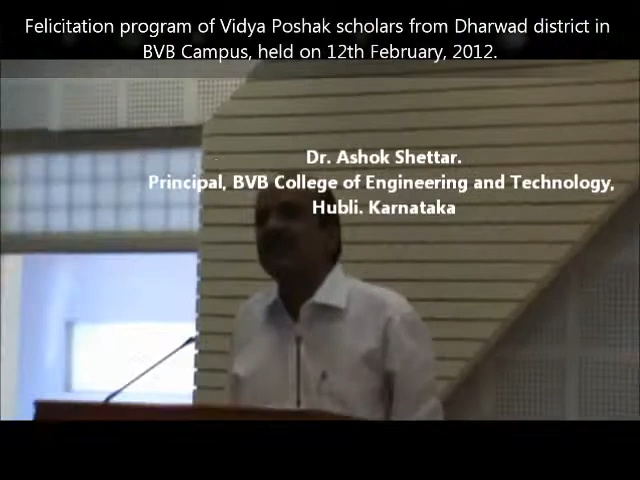 Felicitation program of Vidya Poshak scholars from Dharwad district in
BVB Campus, held on 12th February, 2012.
Dr. Ashok Shettar.
Principal, BVB College of Engineering and Technology,
Hubli. Karnataka